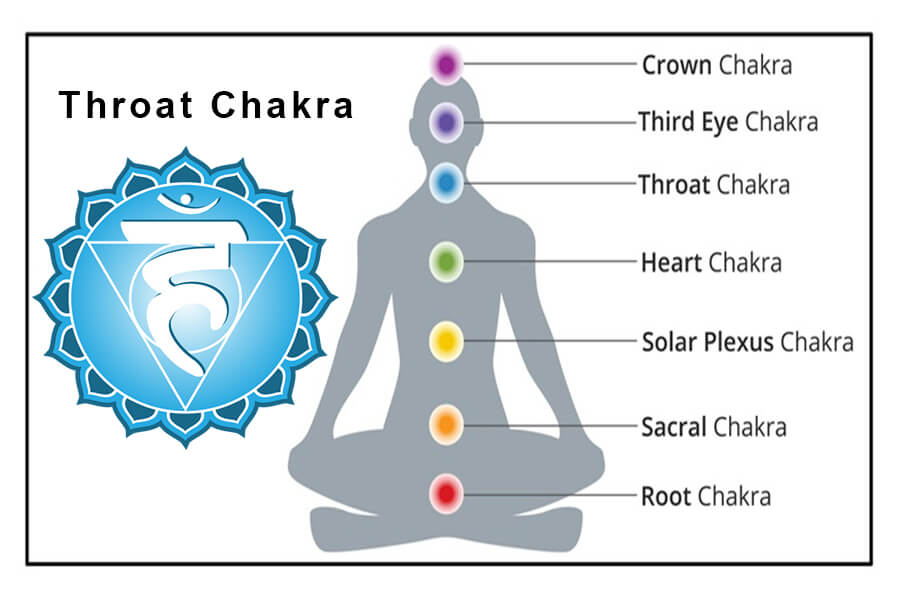 Throat Chakra
हं
Crown Chakra
Third Eye Chakra
Throat Chakra
Heart Chakra
Solar Plexus Chakra
Sacral Chakra
Root Chakra